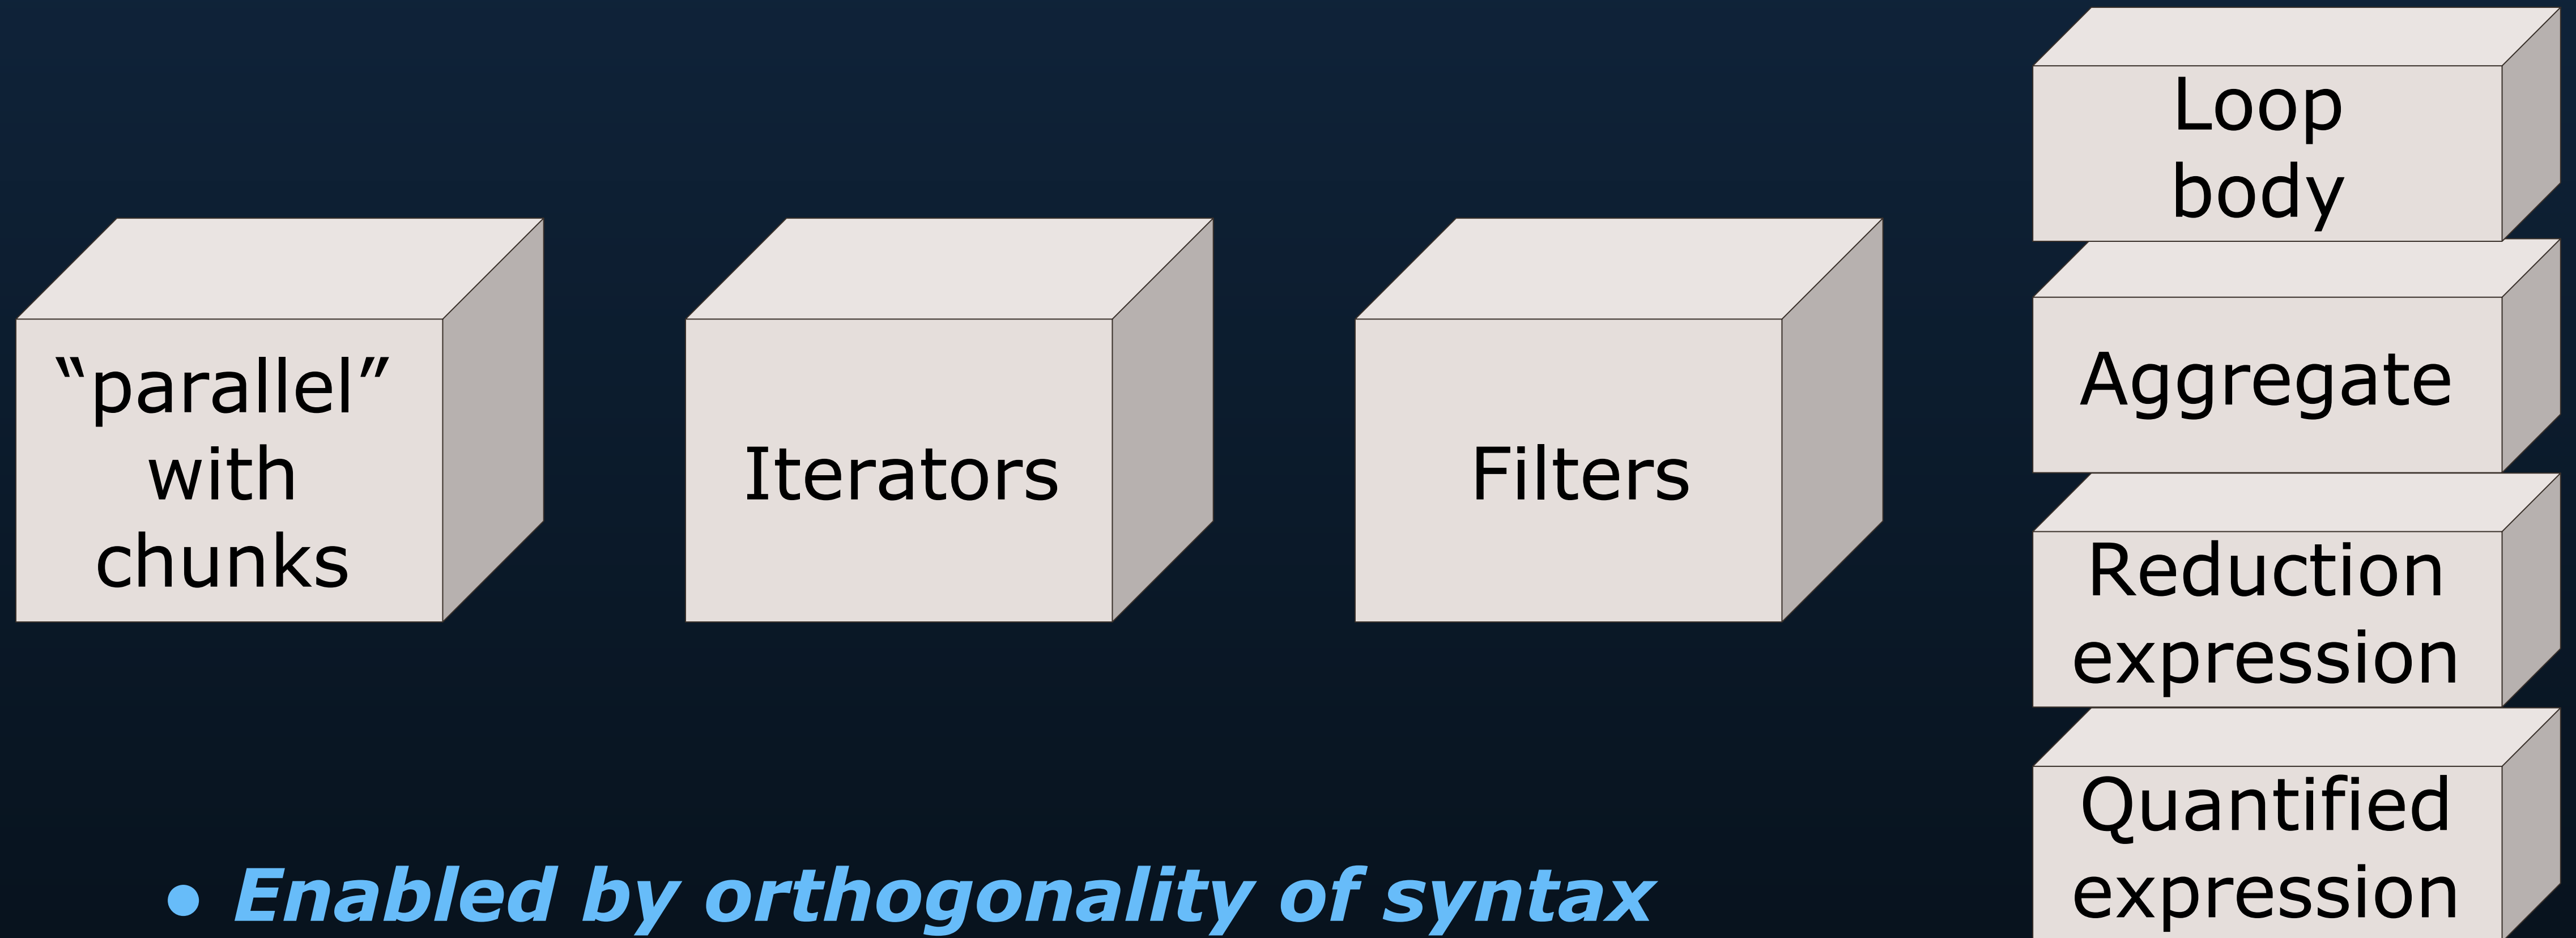 “parallel”
with
chunks
Iterators
Filters
Loop
body
Aggregate
Reduction
expression
Quantified
expression
• Enabled by orthogonality of syntax